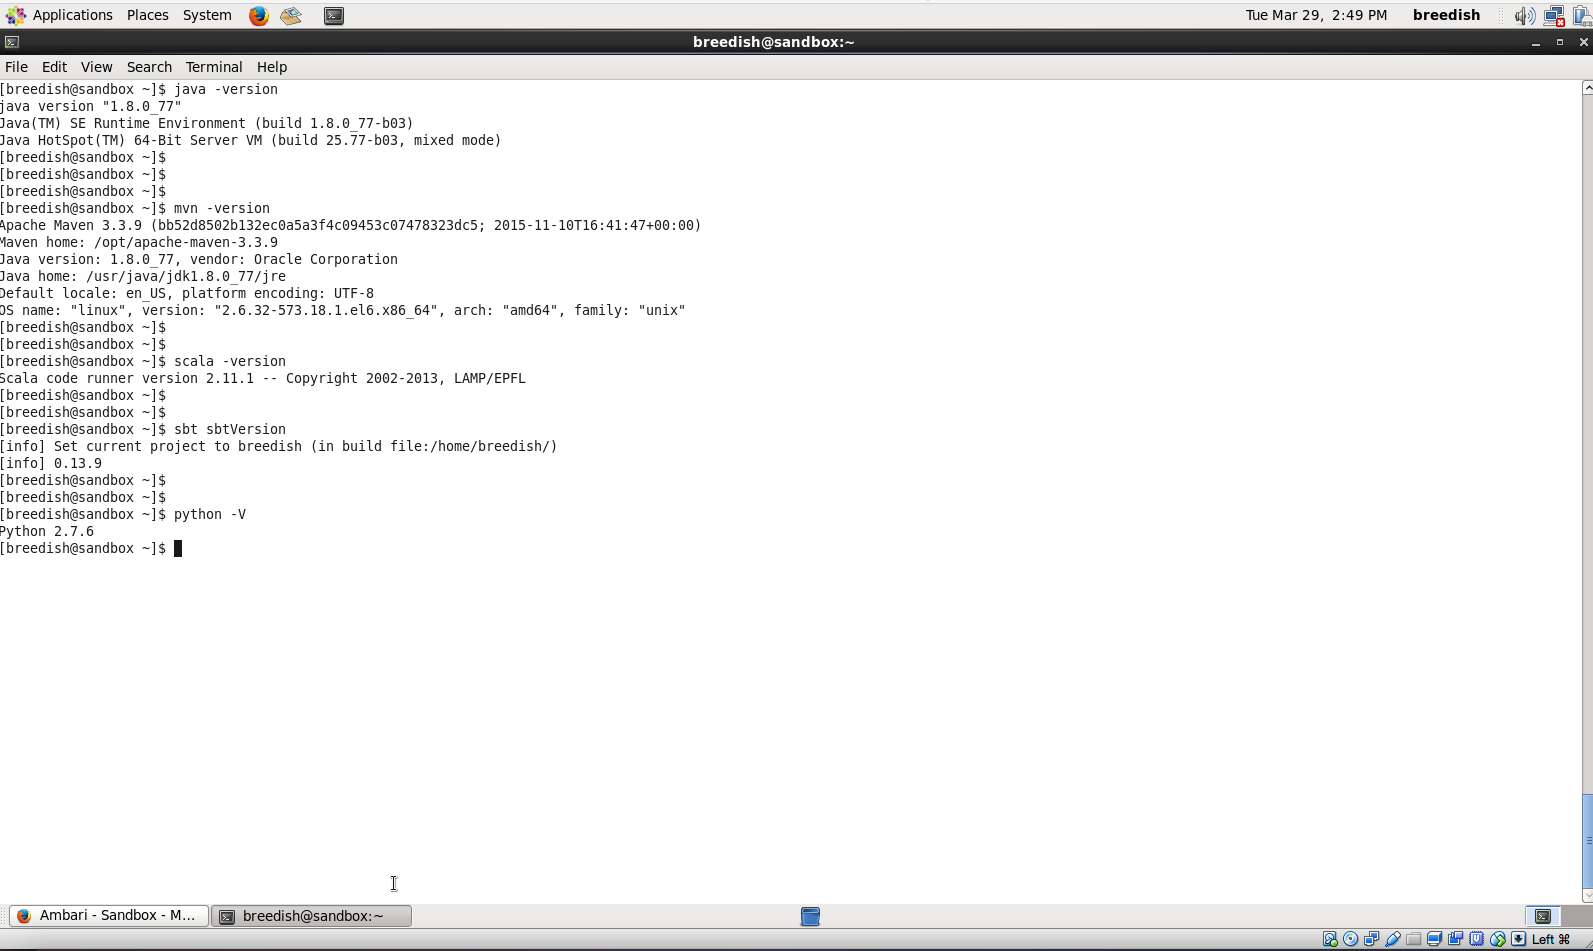 Applications Places System Tue Mar 29, 2:49 PM breedish
breedish@sandbox:~
File Edit View Search Terminal Help
[breedish@sandbox ~]$ java -version
java version "1.8.0_77"
Java(TM) SE Runtime Environment (build 1.8.0_77-b03)
Java HotSpot(TM) 64-Bit Server VM (build 25.77-b03, mixed mode)
[breedish@sandbox ~]$
[breedish@sandbox ~]$
[breedish@sandbox ~]$
[breedish@sandbox ~]$ mvn -version
Apache Maven 3.3.9 (bb52d8502b132ec0a5a3f4c09453c07478323dc5; 2015-11-10T16:41:47+00:00)
Maven home: /opt/apache-maven-3.3.9
Java version: 1.8.0_77, vendor: Oracle Corporation
Java home: /usr/java/jdk1.8.0_77/jre
Default locale: en_US, platform encoding: UTF-8
OS name: "linux", version: "2.6.32-573.18.1.el6.x86_64", arch: "amd64", family: "unix"
[breedish@sandbox ~]$
[breedish@sandbox ~]$
[breedish@sandbox ~]$ scala -version
Scala code runner version 2.11.1 -- Copyright 2002-2013, LAMP/EPFL
[breedish@sandbox ~]$
[breedish@sandbox ~]$
[breedish@sandbox ~]$ sbt sbtVersion
[info] Set current project to breedish (in build file:/home/breedish/)
[info] 0.13.9
[breedish@sandbox ~]$
[breedish@sandbox ~]$
[breedish@sandbox ~]$ python -V
Python 2.7.6
[breedish@sandbox ~]$
Ambari - Sandbox - M... breedish@sandbox:~
Left ⌘